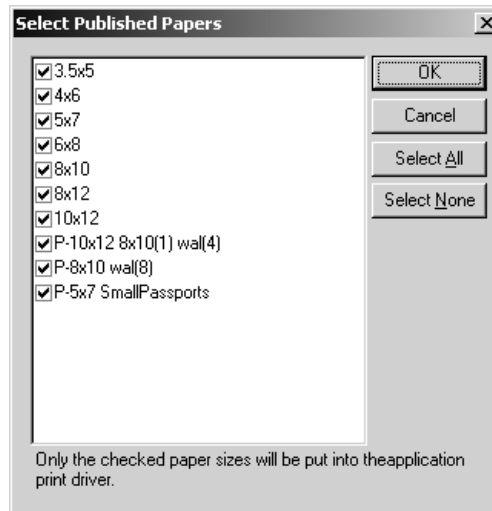 Select Published Papers
3.5x5
4x6
5x7
6x8
8x10
8x12
10x12
P-10x12 8x10(1) wal(4)
P-8x10 wal(8)
P-5x7 SmallPassports
OK
Cancel
Select All
Select None
Only the checked paper sizes will be put into theapplication
print driver.